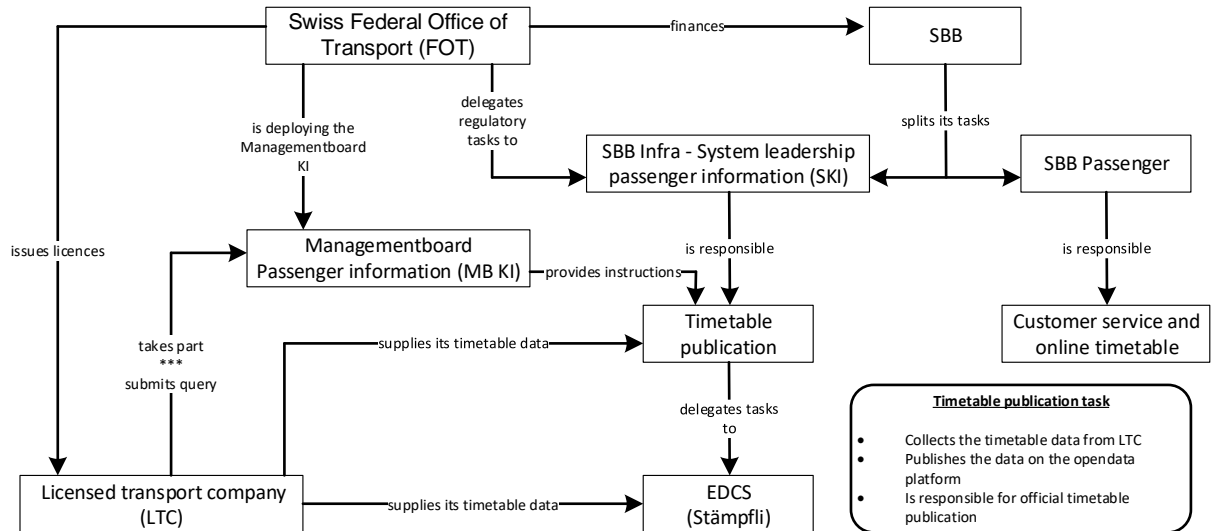 Swiss Federal Office of
Transport (FOT)
finances
SBB
delegates
regulatory
tasks to
splits its tasks
is deploying the
Managementboard
KI
SBB Infra - System leadership
passenger information (SKI)
SBB Passenger
issues licences
Managementboard
Passenger information (MB KI)
provides instructions
is responsible
is responsible
takes part
***
submits query
supplies its timetable data
Timetable
publication
Customer service and
online timetable
delegates tasks
to
Licensed transport company
(LTC)
supplies its timetable data
EDCS
(Stämpfli)
Timetable publication task
• Collects the timetable data from LTC
• Publishes the data on the opendata
platform
• Is responsible for official timetable
publication